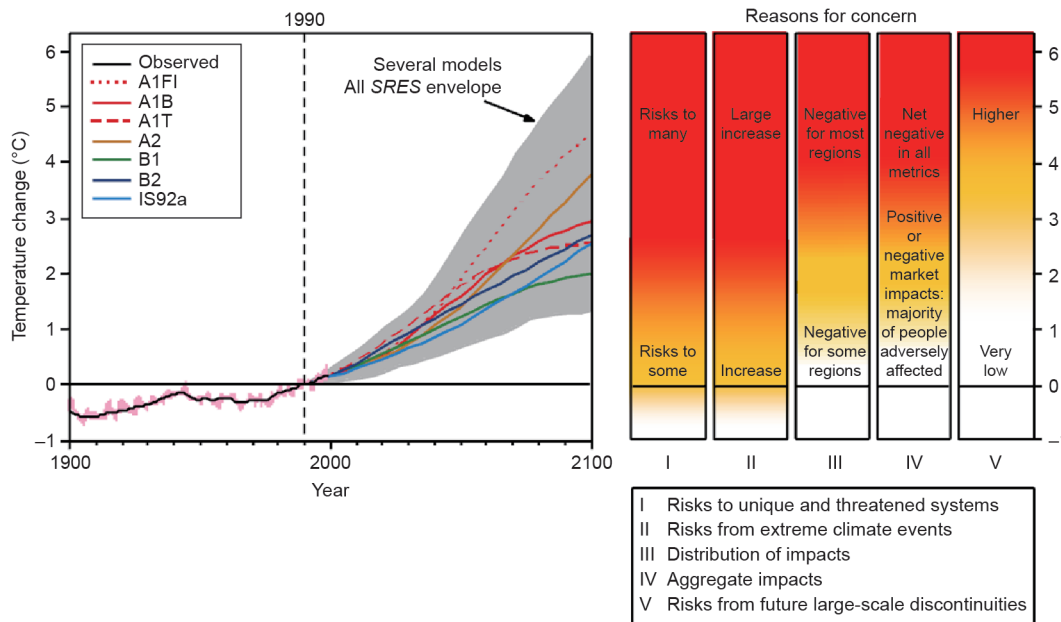 1990
Reasons for concern
6
5
4
3
2
1
0
–1
Temperature change (°C)
Observed
A1FI
A1B
A1T
A2
B1
B2
IS92a
Several models
All SRES envelope
1900
2000
2100
Year
Risks to
many
Risks to
some
Large
increase
Increase
Negative
for most
regions
Negative
for some
regions
Net
negative
in all
metrics
Positive
or
negative
market
impacts:
majority
of people
adversely
affected
Higher
Very
low
6
5
4
3
2
1
0
–
I
II
III
IV
V
I Risks to unique and threatened systems
II Risks from extreme climate events
III Distribution of impacts
IV Aggregate impacts
V Risks from future large-scale discontinuities